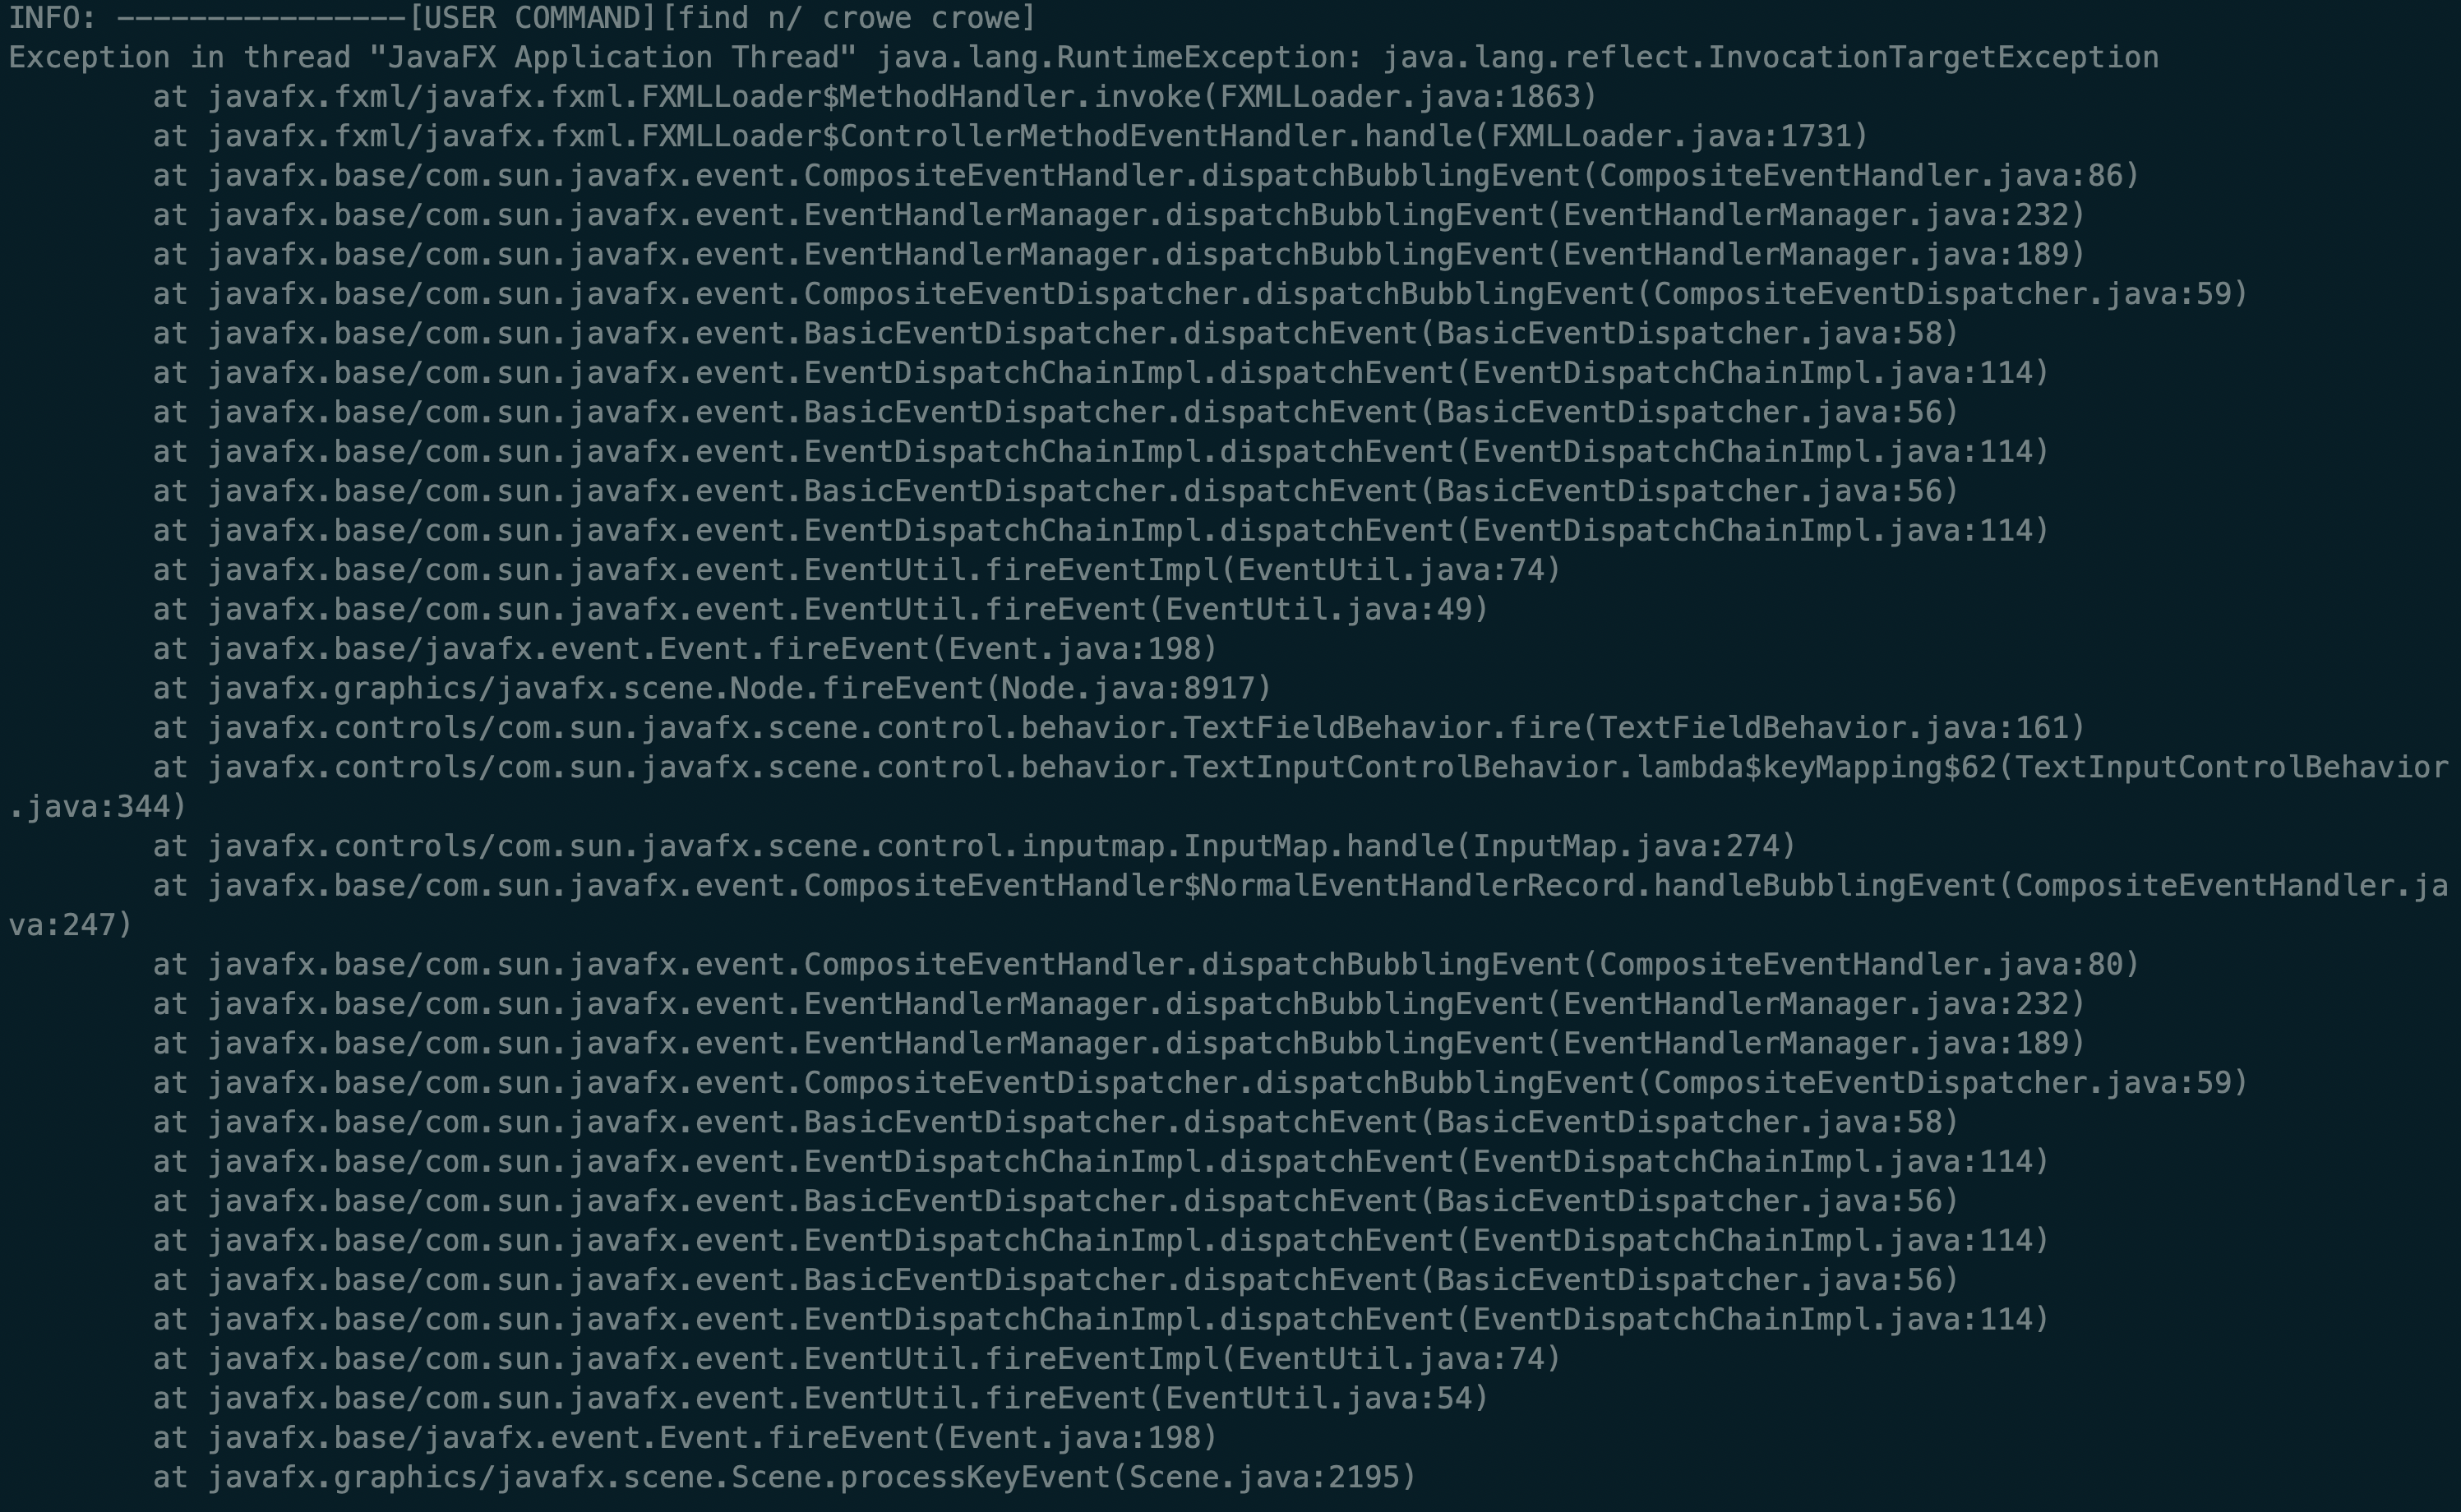 INFO: ----------------[USER COMMAND][find n/ crowe crowe]
Exception in thread "JavaFX Application Thread" java.lang.RuntimeException: java.lang.reflect.InvocationTargetException
        at javafx.fxml/javafx.fxml.FXMLLoader$MethodHandler.invoke(FXMLLoader.java:1863)
        at javafx.fxml/javafx.fxml.FXMLLoader$ControllerMethodEventHandler.handle(FXMLLoader.java:1731)
        at javafx.base/com.sun.javafx.event.CompositeEventHandler.dispatchBubblingEvent(CompositeEventHandler.java:86)
        at javafx.base/com.sun.javafx.event.EventHandlerManager.dispatchBubblingEvent(EventHandlerManager.java:232)
        at javafx.base/com.sun.javafx.event.EventHandlerManager.dispatchBubblingEvent(EventHandlerManager.java:189)
        at javafx.base/com.sun.javafx.event.CompositeEventDispatcher.dispatchBubblingEvent(CompositeEventDispatcher.java:59)
        at javafx.base/com.sun.javafx.event.BasicEventDispatcher.dispatchEvent(BasicEventDispatcher.java:58)
        at javafx.base/com.sun.javafx.event.EventDispatchChainImpl.dispatchEvent(EventDispatchChainImpl.java:114)
        at javafx.base/com.sun.javafx.event.BasicEventDispatcher.dispatchEvent(BasicEventDispatcher.java:56)
        at javafx.base/com.sun.javafx.event.EventDispatchChainImpl.dispatchEvent(EventDispatchChainImpl.java:114)
        at javafx.base/com.sun.javafx.event.BasicEventDispatcher.dispatchEvent(BasicEventDispatcher.java:56)
        at javafx.base/com.sun.javafx.event.EventDispatchChainImpl.dispatchEvent(EventDispatchChainImpl.java:114)
        at javafx.base/com.sun.javafx.event.EventUtil.fireEventImpl(EventUtil.java:74)
        at javafx.base/com.sun.javafx.event.EventUtil.fireEvent(EventUtil.java:49)
        at javafx.base/javafx.event.Event.fireEvent(Event.java:198)
        at javafx.graphics/javafx.scene.Node.fireEvent(Node.java:8917)
        at javafx.controls/com.sun.javafx.scene.control.behavior.TextFieldBehavior.fire(TextFieldBehavior.java:161)
        at javafx.controls/com.sun.javafx.scene.control.behavior.TextInputControlBehavior.lambda$keyMapping$62(TextInputControlBehavior
.java:344)
        at javafx.controls/com.sun.javafx.scene.control.inputmap.InputMap.handle(InputMap.java:274)
        at javafx.base/com.sun.javafx.event.CompositeEventHandler$NormalEventHandlerRecord.handleBubblingEvent(CompositeEventHandler.ja
va:247)
        at javafx.base/com.sun.javafx.event.CompositeEventHandler.dispatchBubblingEvent(CompositeEventHandler.java:80)
        at javafx.base/com.sun.javafx.event.EventHandlerManager.dispatchBubblingEvent(EventHandlerManager.java:232)
        at javafx.base/com.sun.javafx.event.EventHandlerManager.dispatchBubblingEvent(EventHandlerManager.java:189)
        at javafx.base/com.sun.javafx.event.CompositeEventDispatcher.dispatchBubblingEvent(CompositeEventDispatcher.java:59)
        at javafx.base/com.sun.javafx.event.BasicEventDispatcher.dispatchEvent(BasicEventDispatcher.java:58)
        at javafx.base/com.sun.javafx.event.EventDispatchChainImpl.dispatchEvent(EventDispatchChainImpl.java:114)
        at javafx.base/com.sun.javafx.event.BasicEventDispatcher.dispatchEvent(BasicEventDispatcher.java:56)
        at javafx.base/com.sun.javafx.event.EventDispatchChainImpl.dispatchEvent(EventDispatchChainImpl.java:114)
        at javafx.base/com.sun.javafx.event.BasicEventDispatcher.dispatchEvent(BasicEventDispatcher.java:56)
        at javafx.base/com.sun.javafx.event.EventDispatchChainImpl.dispatchEvent(EventDispatchChainImpl.java:114)
        at javafx.base/com.sun.javafx.event.EventUtil.fireEventImpl(EventUtil.java:74)
        at javafx.base/com.sun.javafx.event.EventUtil.fireEvent(EventUtil.java:54)
        at javafx.base/javafx.event.Event.fireEvent(Event.java:198)
        at javafx.graphics/javafx.scene.Scene.processKeyEvent(Scene.java:2195)